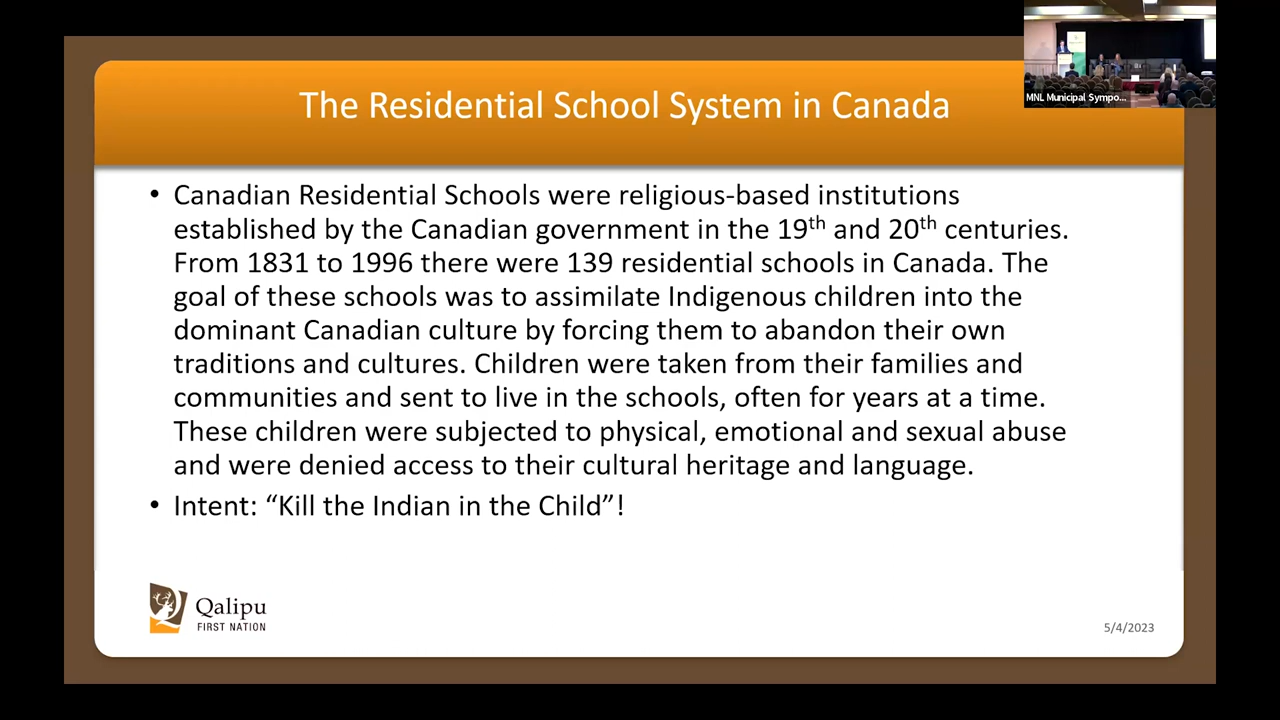 The Residential School System in Canada
MNL Municipal Sympo...
• Canadian Residential Schools were religious-based institutions
established by the Canadian government in the 19th and 20th centuries.
From 1831 to 1996 there were 139 residential schools in Canada. The
goal of these schools was to assimilate Indigenous children into the
dominant Canadian culture by forcing them to abandon their own
traditions and cultures. Children were taken from their families and
communities and sent to live in the schools, often for years at a time.
These children were subjected to physical, emotional and sexual abuse
and were denied access to their cultural heritage and language.
• Intent: “Kill the Indian in the Child”!
Qalipu
FIRST NATION
5/4/2023